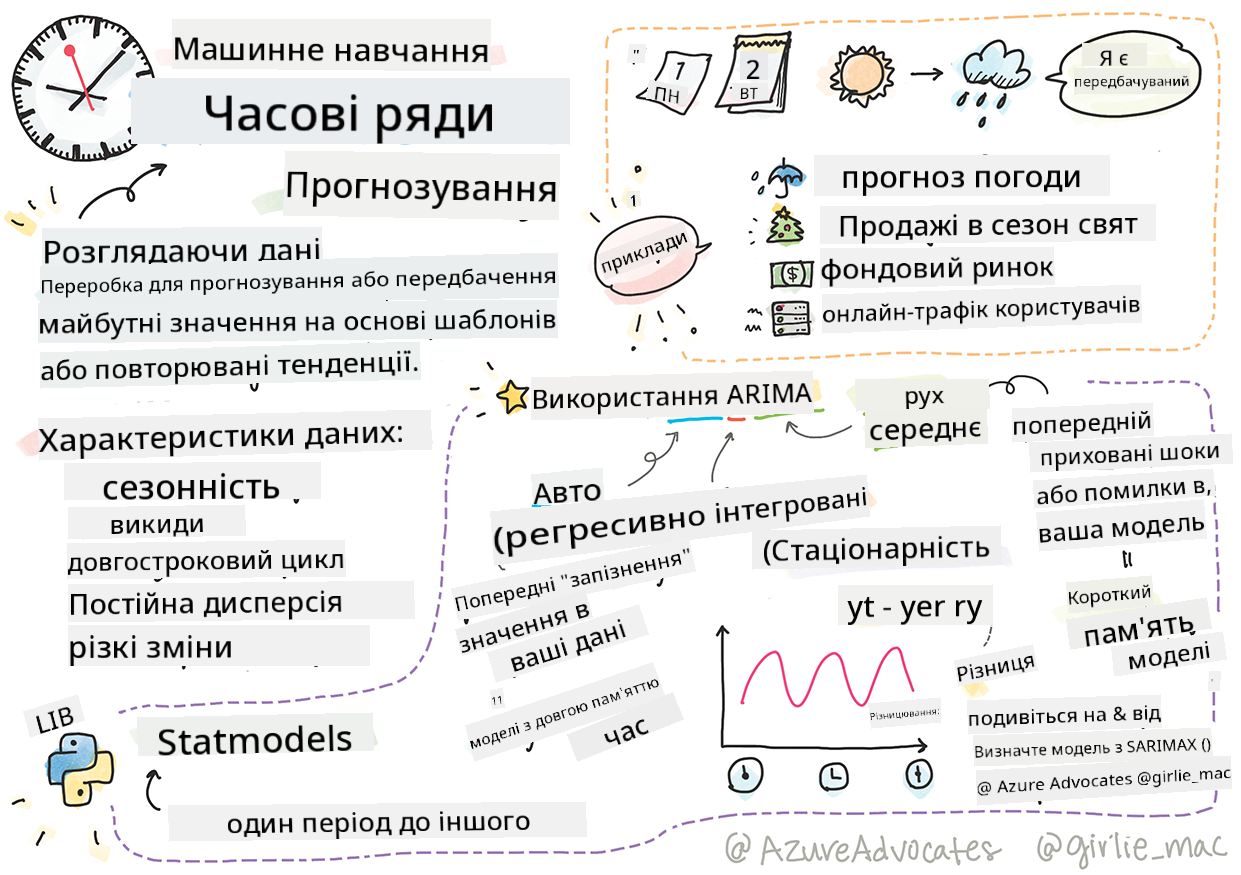 Машинне навчання
Часові ряди
Прогнозування
Розглядаючи дані
Переробка для прогнозування або передбачення
майбутні значення на основі шаблонів
або повторювані тенденції.
Характеристики даних:
сезонність
викиди
довгостроковий цикл
Постійна дисперсія
різкі зміни
"
1
ПН
2
ВТ
Я є
передбачуваний
1
приклади
прогноз погоди
Продажі в сезон свят
$
фондовий ринок
онлайн-трафік користувачів
Використання ARIMA
рух
середнє
попередній
приховані шоки
або помилки в,
ваша модель
Короткий
пам'ять
моделі
Авто
(регресивно інтегровані
Попередні "запізнення"
значення в
ваші дані
11
моделі з довгою пам'яттю
час
(Стаціонарність
yt - yer ry
Різниця
Різницювання:
подивіться на & від
Визначте модель з SARIMAX ()
@ Azure Advocates @girlie_mac
LIB
Statmodels
один період до іншого
@AzureAdvocates @girlie_mac